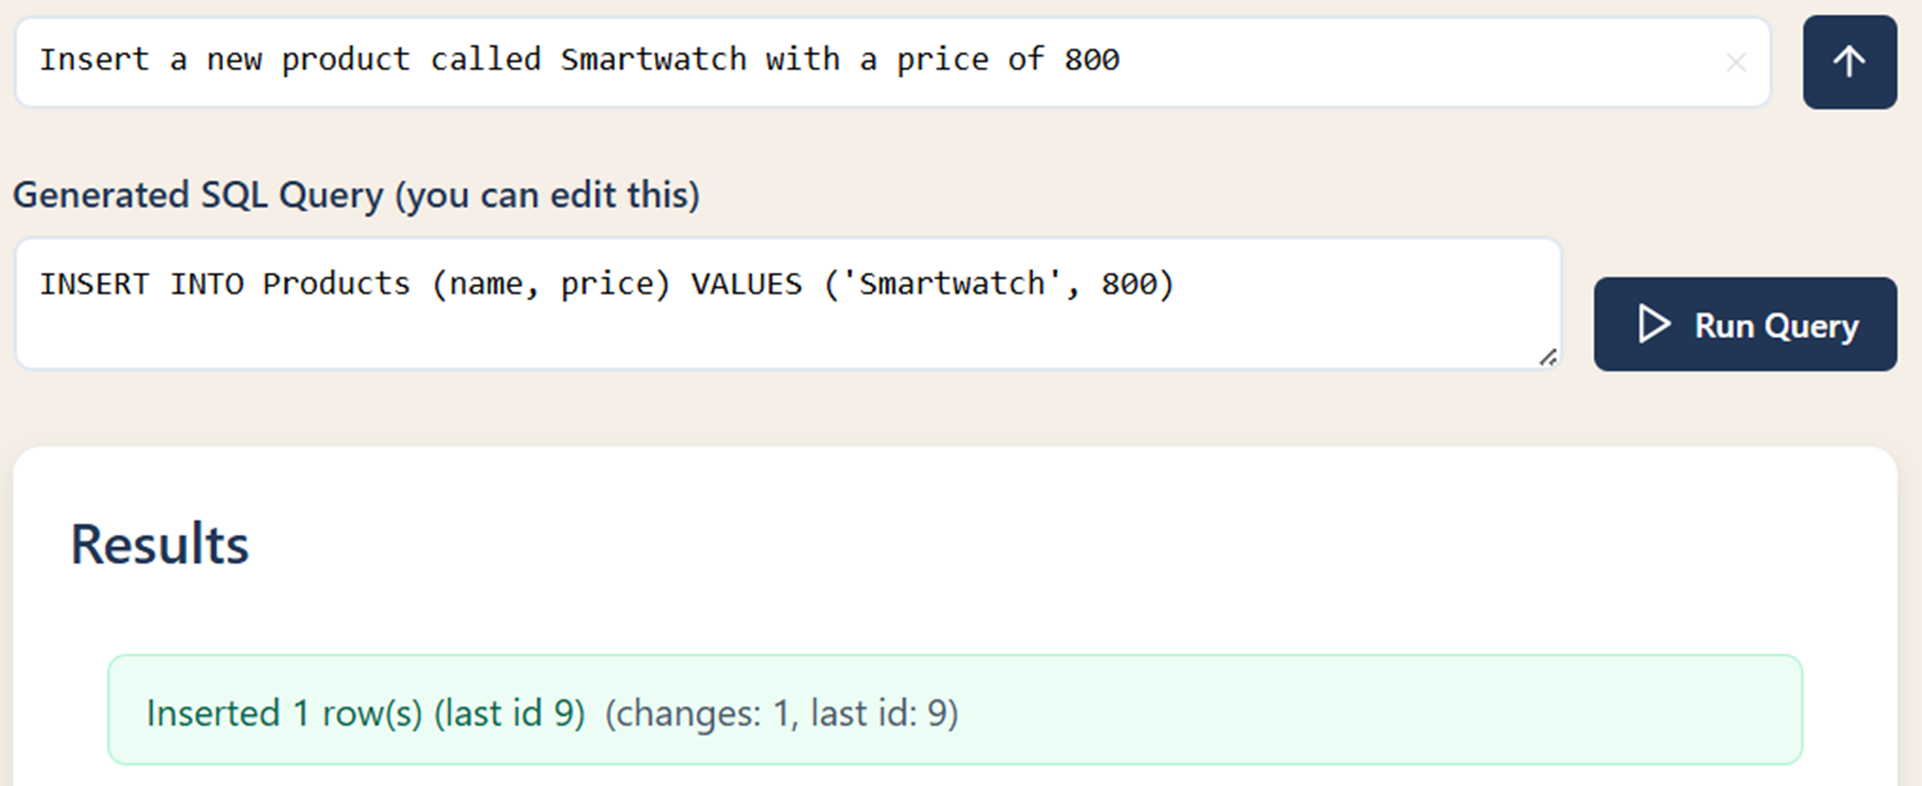 Insert a new product called Smartwatch with a price of 800
Generated SQL Query (you can edit this)
INSERT INTO Products (name, price) VALUES ('Smartwatch', 800)
Run Query
Results
Inserted 1 row(s) (last id 9) (changes: 1, last id: 9)